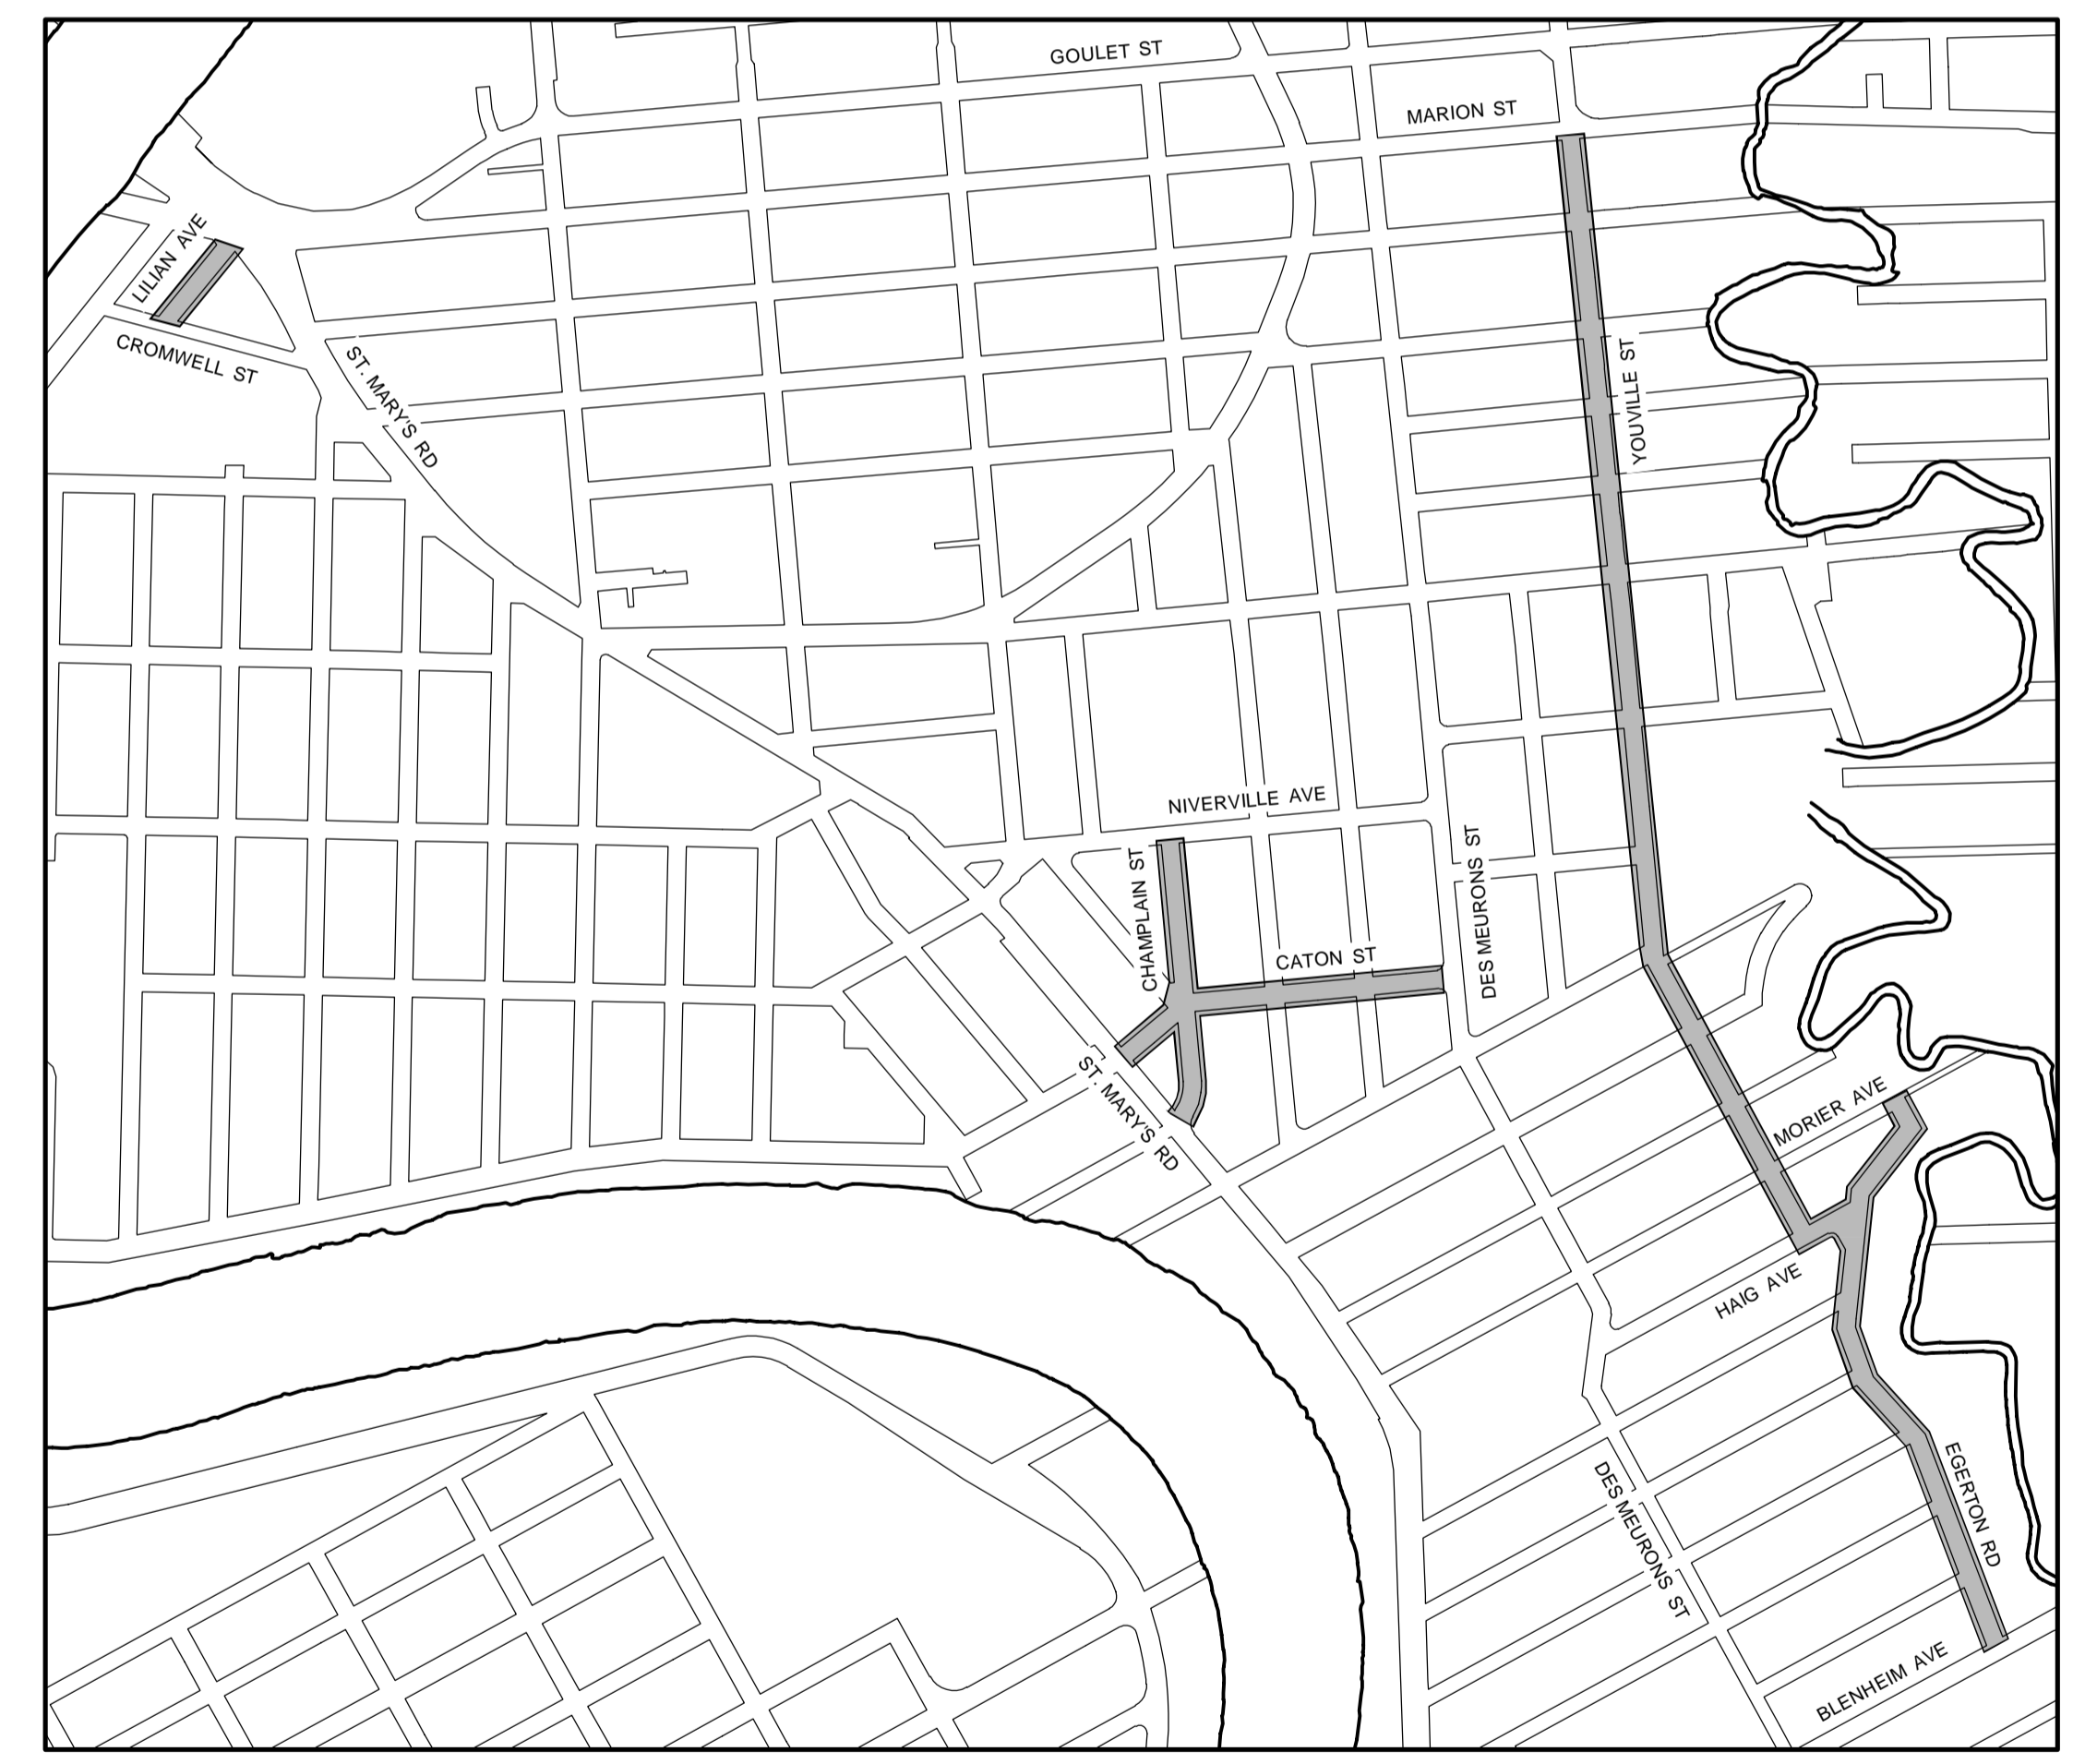 GOULET ST
MARION ST
LILIAN AVE
CROMWELL ST
ST. MARY'S RD
YOUVILLE ST
NIVERVILLE AVE
CHAMPLAIN ST
DES MEURONS ST
CATON ST
ST. MARY'S RD
MORIER AVE
HAIG AVE
DES MEURONS ST
EGERTON RD
BLENHEIM AVE